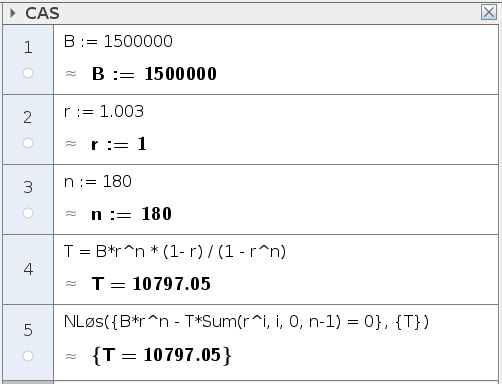 CAS
1
B := 1500000
≈ B := 1500000
2
r := 1.003
≈ r := 1
3
n := 180
≈ n := 180
4
T = B*r^n * (1- r) / (1 - r^n)
≈ T = 10797.05
5
NLøs({B*r^n - T*Sum(r^i, i, 0, n-1) = 0}, {T})
≈ {T = 10797.05}